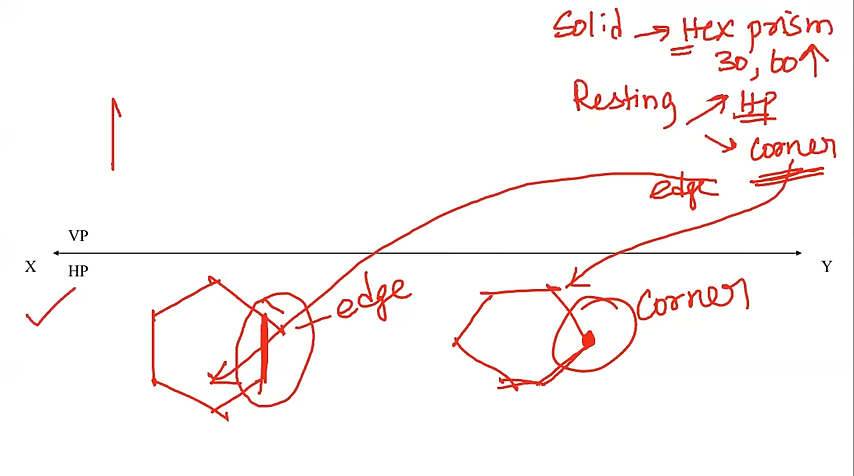 Solid → Hex prism
30, 60 ↑
Resting → HP
→ corner
edge
VP
X
HP
Y
edge
Corner